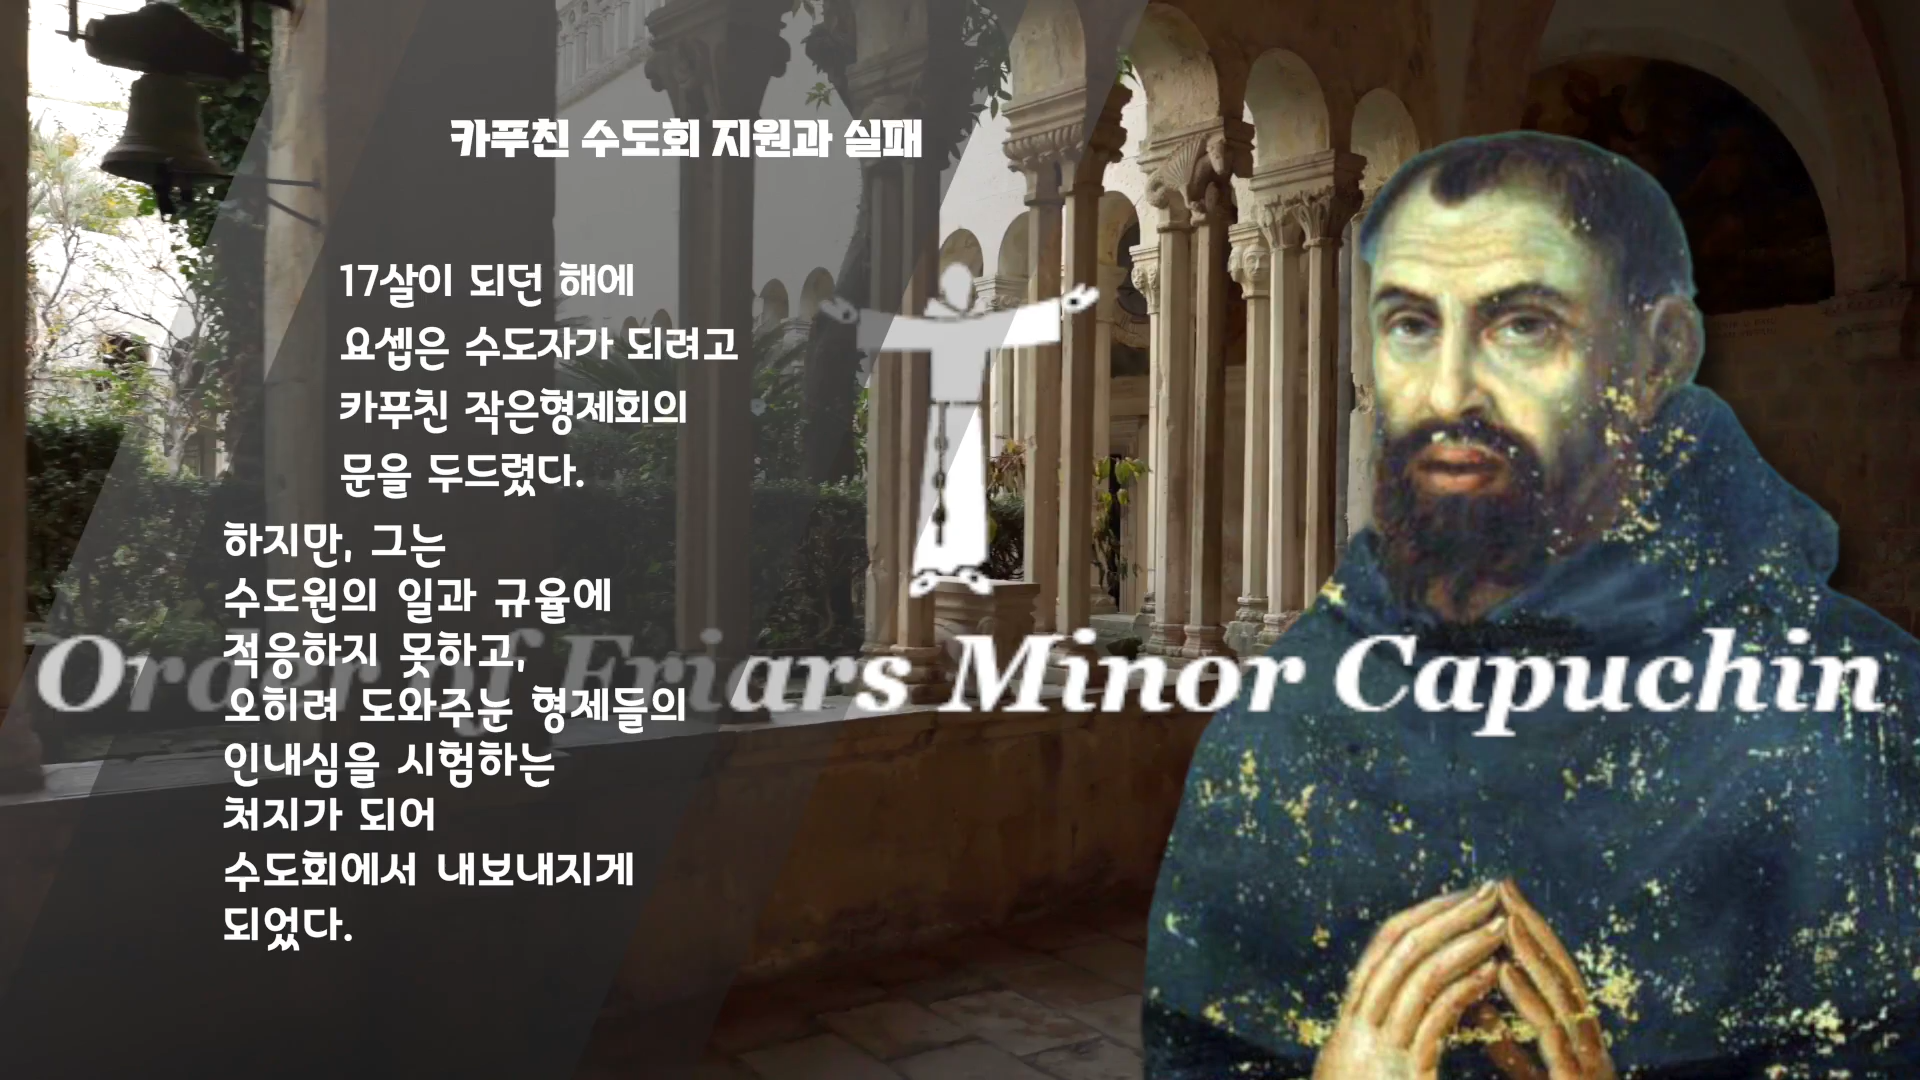 카푸친 수도회 지원과 실패
17살이 되던 해에
요셉은 수도자가 되려고
카푸친 작은형제회의
문을 두드렸다.
하지만, 그는
수도원의 일과 규율에
적응하지 못하고,
오히려 도와주눈 형제들의
인내심을 시험하는
처지가 되어
수도회에서 내보내지게
되었다.
Order of Friars Minor Capuchin